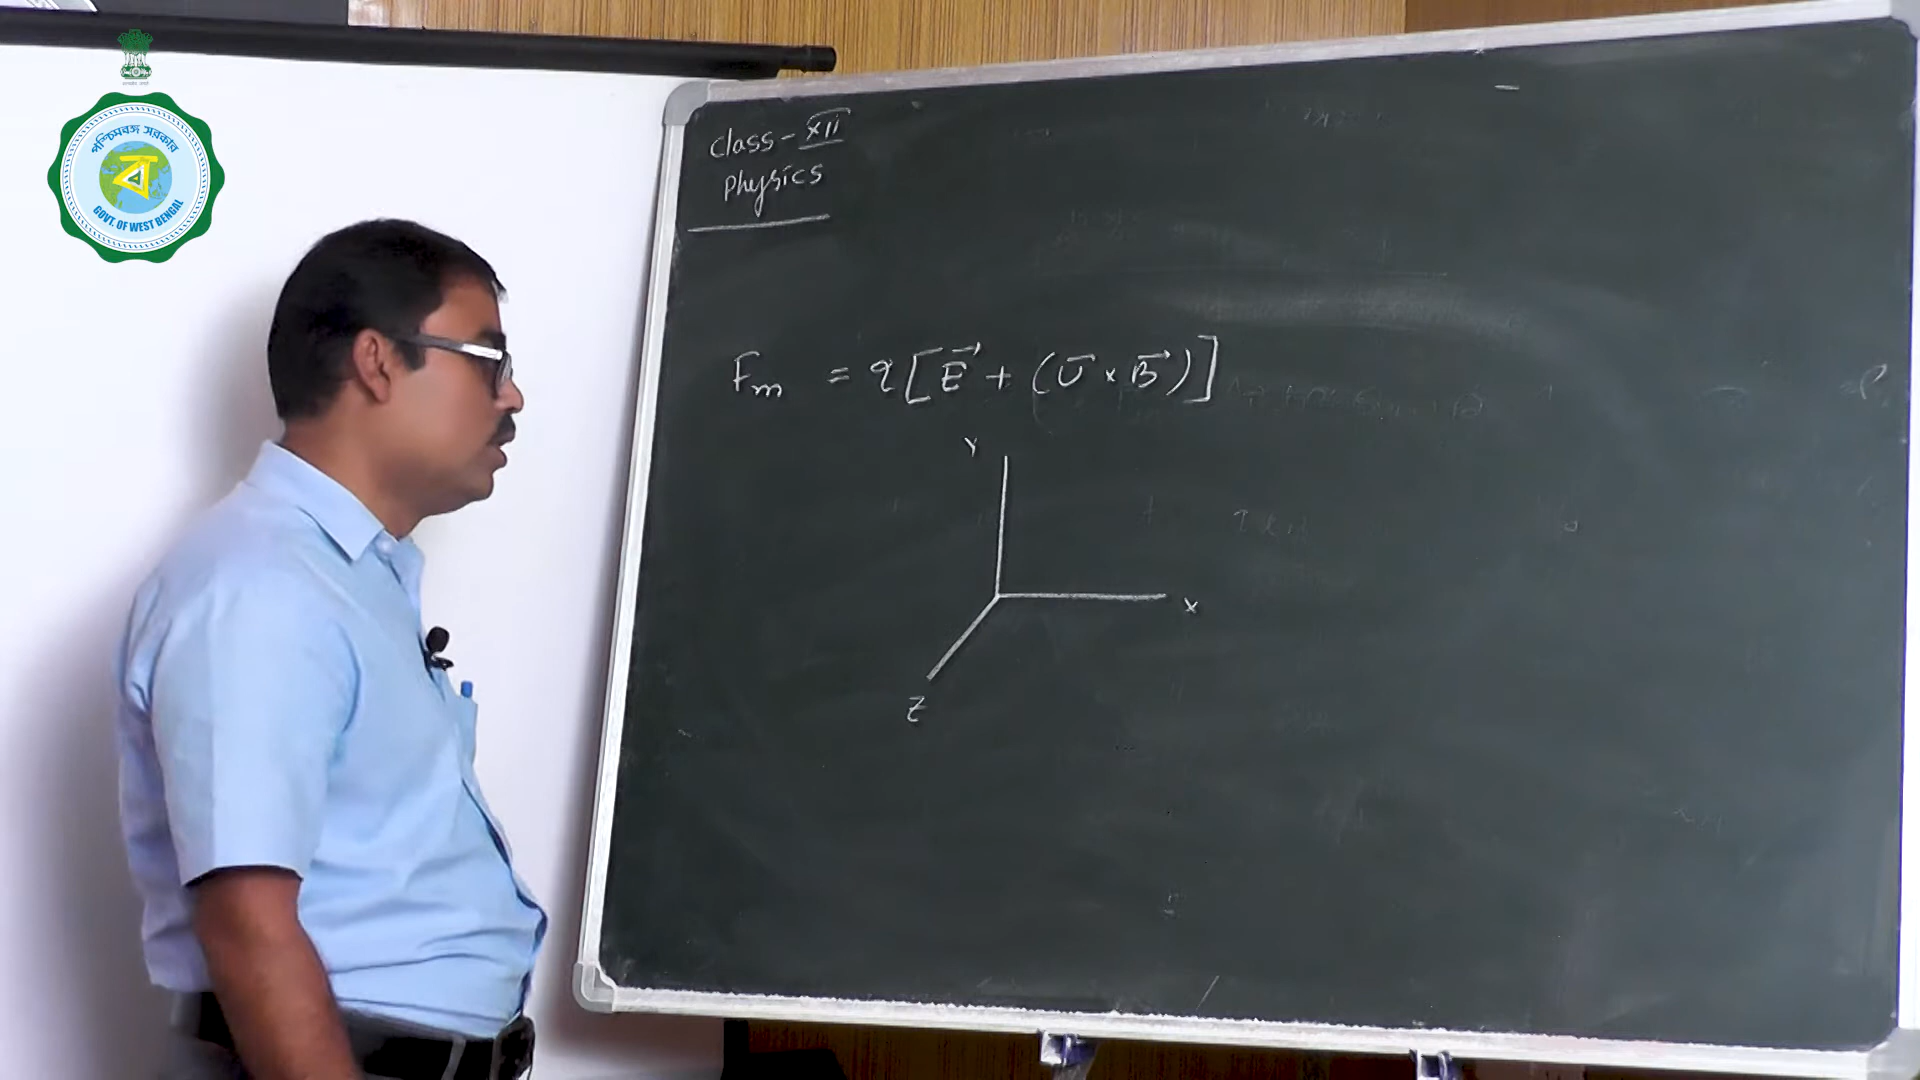 পশ্চিমবঙ্গ সরকার
ব
GOVT. OF WEST BENGAL
Class - XII
Physics
Fm = q[E⃗ + (v⃗ × B⃗)]
Y
X
Z